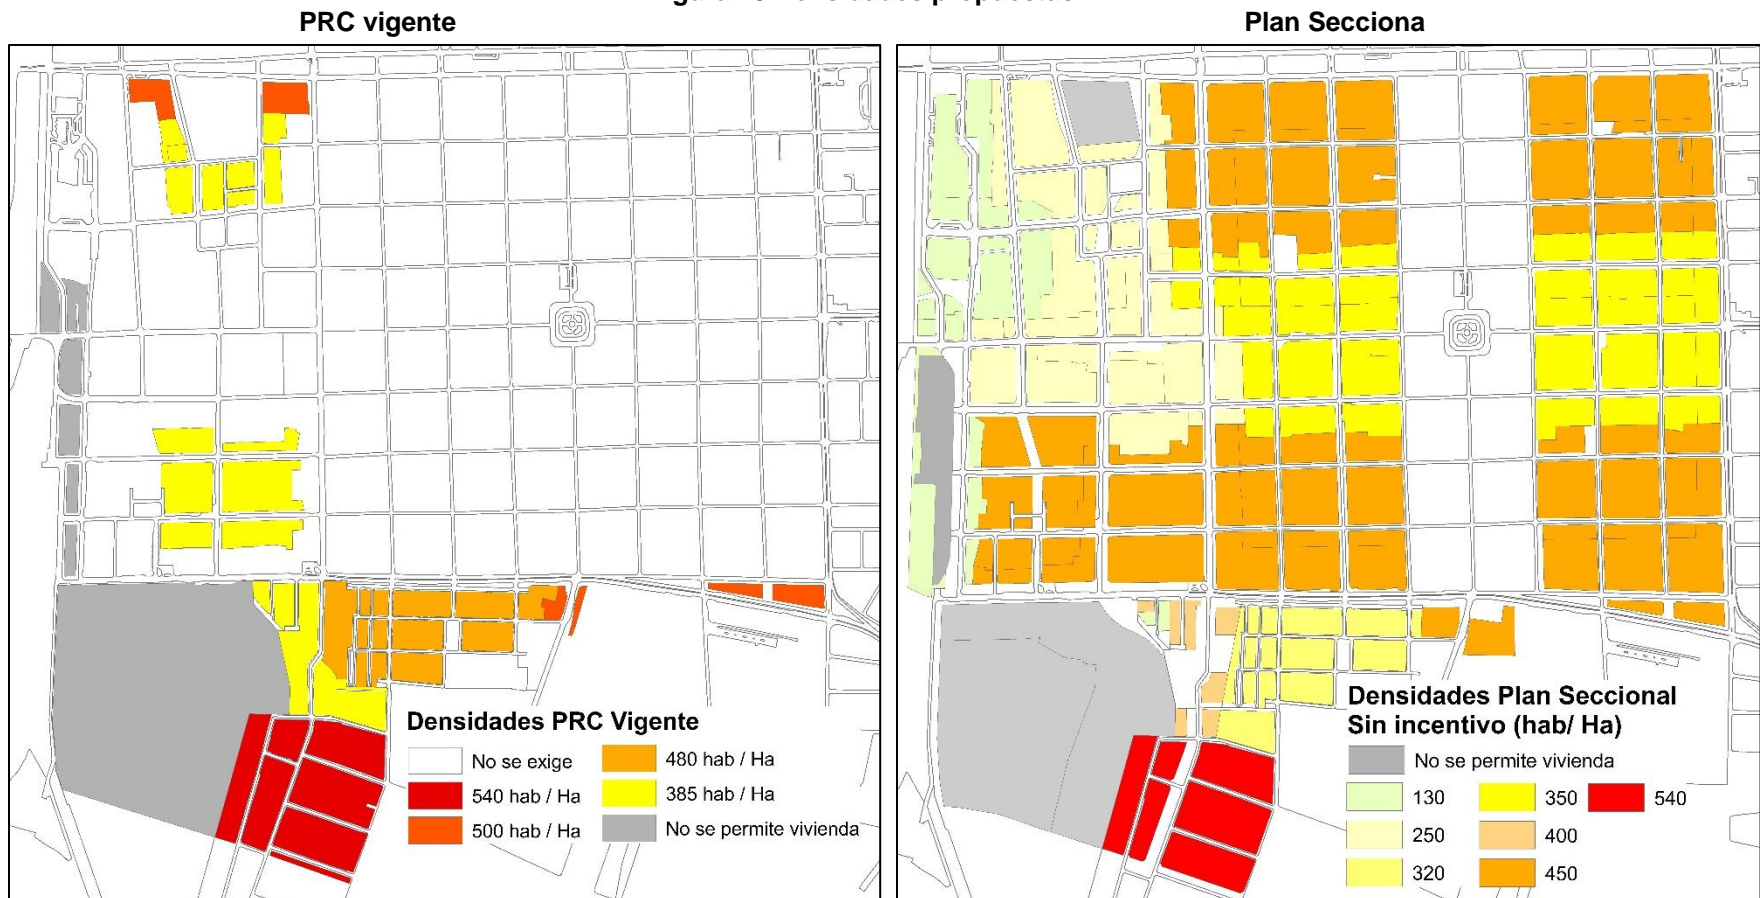 PRC vigente
Plan Secciona
Densidades PRC Vigente
No se exige
540 hab / Ha
500 hab / Ha
480 hab / Ha
385 hab / Ha
No se permite vivienda
Densidades Plan Seccional
Sin incentivo (hab/ Ha)
No se permite vivienda
130
250
320
350
400
450
540